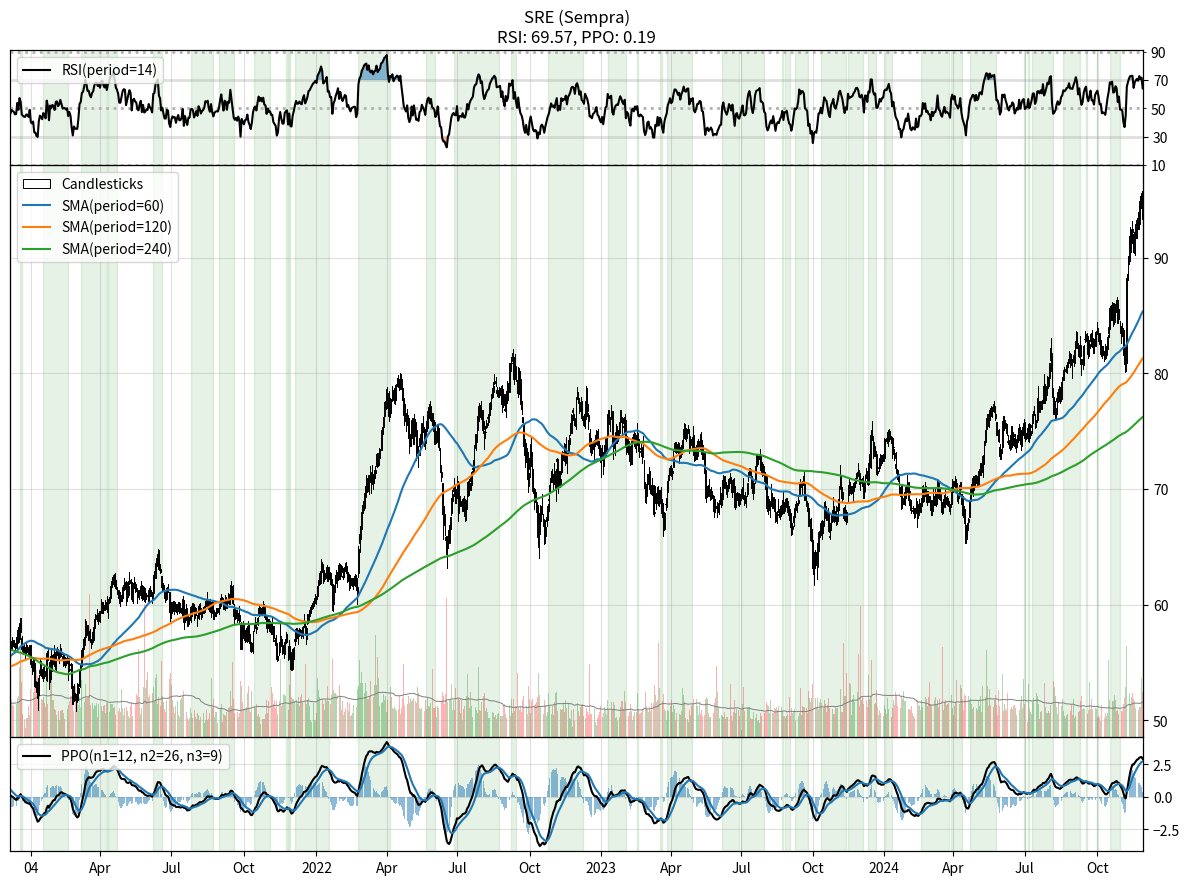 SRE (Sempra)
RSI: 69.57, PPO: 0.19
RSI(period=14)
90
70
50
30
10
Candlesticks
SMA(period=60)
SMA(period=120)
SMA(period=240)
90
80
70
60
50
PPO(n1=12, n2=26, n3=9)
2.5
0.0
−2.5
04 Apr Jul Oct 2022 Apr Jul Oct 2023 Apr Jul Oct 2024 Apr Jul Oct